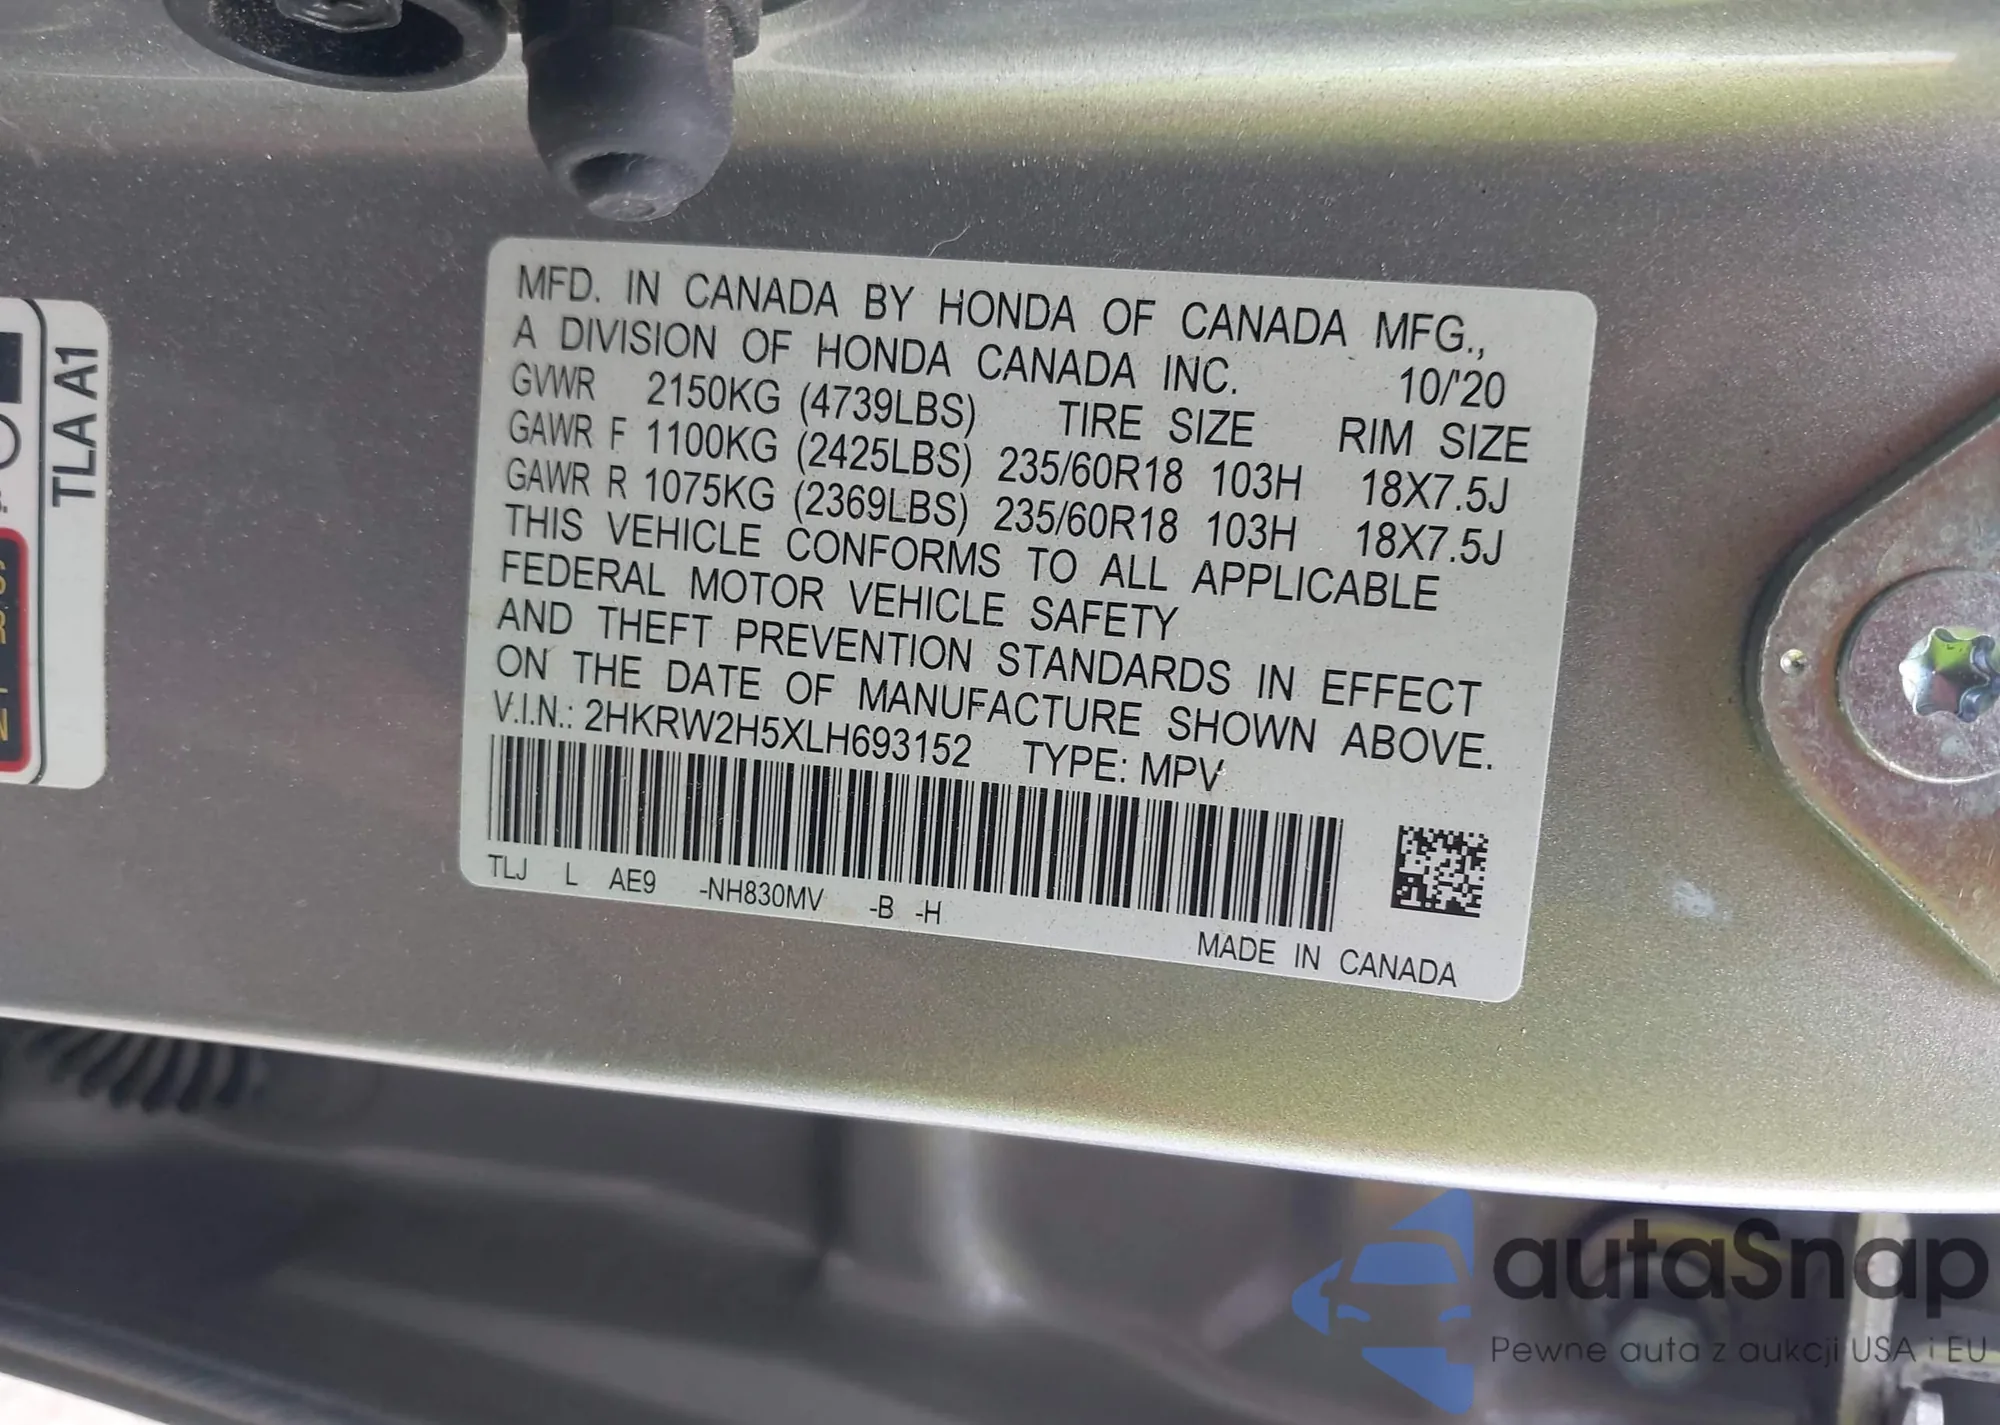 MFD. IN CANADA BY HONDA OF CANADA MFG.,
A DIVISION OF HONDA CANADA INC. 10/'20
GVWR 2150KG (4739LBS) TIRE SIZE RIM SIZE
GAWR F 1100KG (2425LBS) 235/60R18 103H 18X7.5J
GAWR R 1075KG (2369LBS) 235/60R18 103H 18X7.5J
THIS VEHICLE CONFORMS TO ALL APPLICABLE
FEDERAL MOTOR VEHICLE SAFETY
AND THEFT PREVENTION STANDARDS IN EFFECT
ON THE DATE OF MANUFACTURE SHOWN ABOVE.
V.I.N.: 2HKRW2H5XLH693152 TYPE: MPV
TLJ L AE9 -NH830MV -B -H
MADE IN CANADA
TLA A1
autaSnap
Pewne auta z aukcji USA i EU